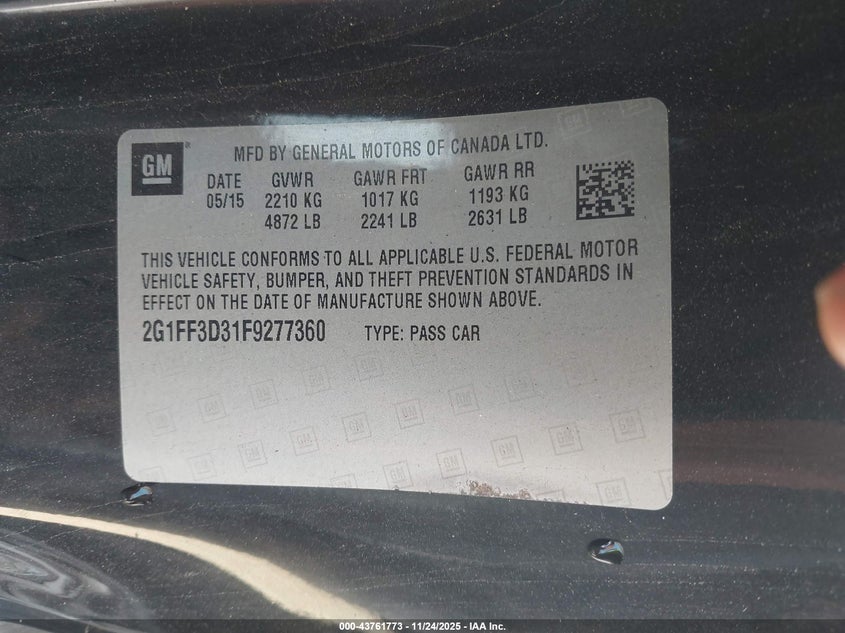 GM
MFD BY GENERAL MOTORS OF CANADA LTD.
DATE GVWR GAWR FRT GAWR RR
05/15 2210 KG 1017 KG 1193 KG
4872 LB 2241 LB 2631 LB
THIS VEHICLE CONFORMS TO ALL APPLICABLE U.S. FEDERAL MOTOR
VEHICLE SAFETY, BUMPER, AND THEFT PREVENTION STANDARDS IN
EFFECT ON THE DATE OF MANUFACTURE SHOWN ABOVE.
2G1FF3D31F9277360 TYPE: PASS CAR
000-43761773 - 11/24/2025 - IAA Inc.